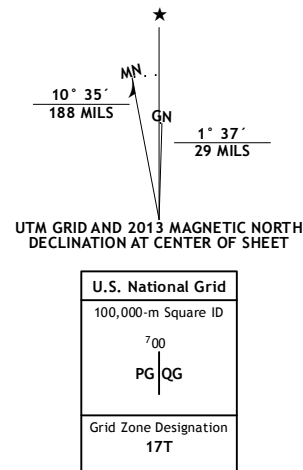 ★
MN
GN
10° 35´
188 MILS
1° 37´
29 MILS
UTM GRID AND 2013 MAGNETIC NORTH
DECLINATION AT CENTER OF SHEET
U.S. National Grid
100,000-m Square ID
⁷00
PG QG
Grid Zone Designation
17T